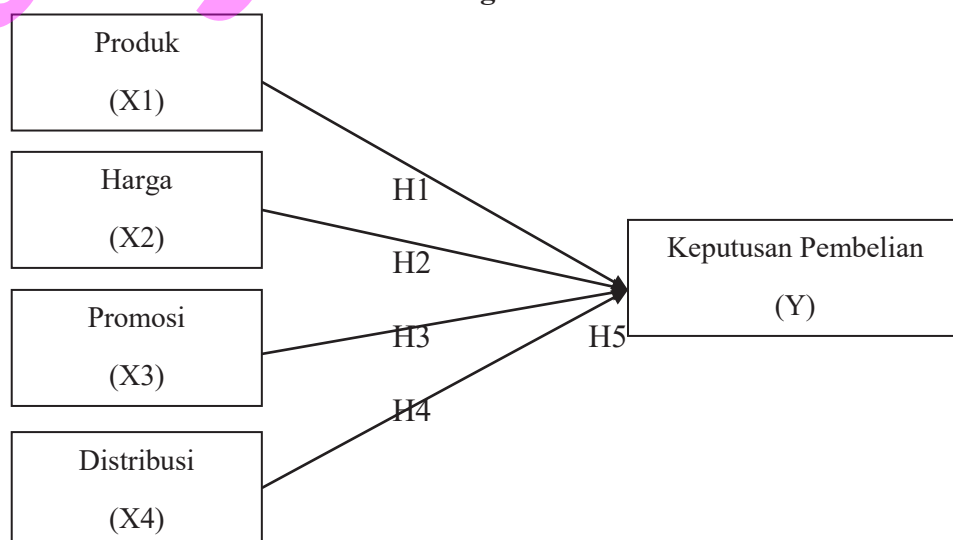 Produk
(X1)
Harga
(X2)
Promosi
(X3)
Distribusi
(X4)
H1
H2
H3
H4
H5
Keputusan Pembelian
(Y)